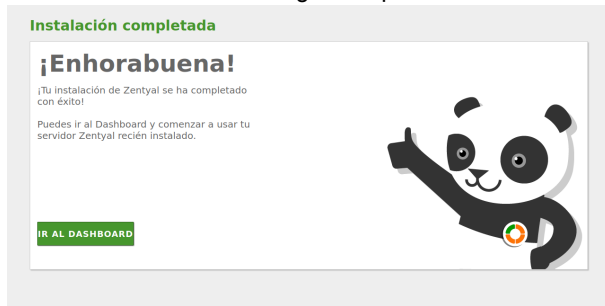 Instalación completada
¡Enhorabuena!
¡Tu instalación de Zentyal se ha completado
con éxito!
Puedes ir al Dashboard y comenzar a usar tu
servidor Zentyal recién instalado.
IR AL DASHBOARD